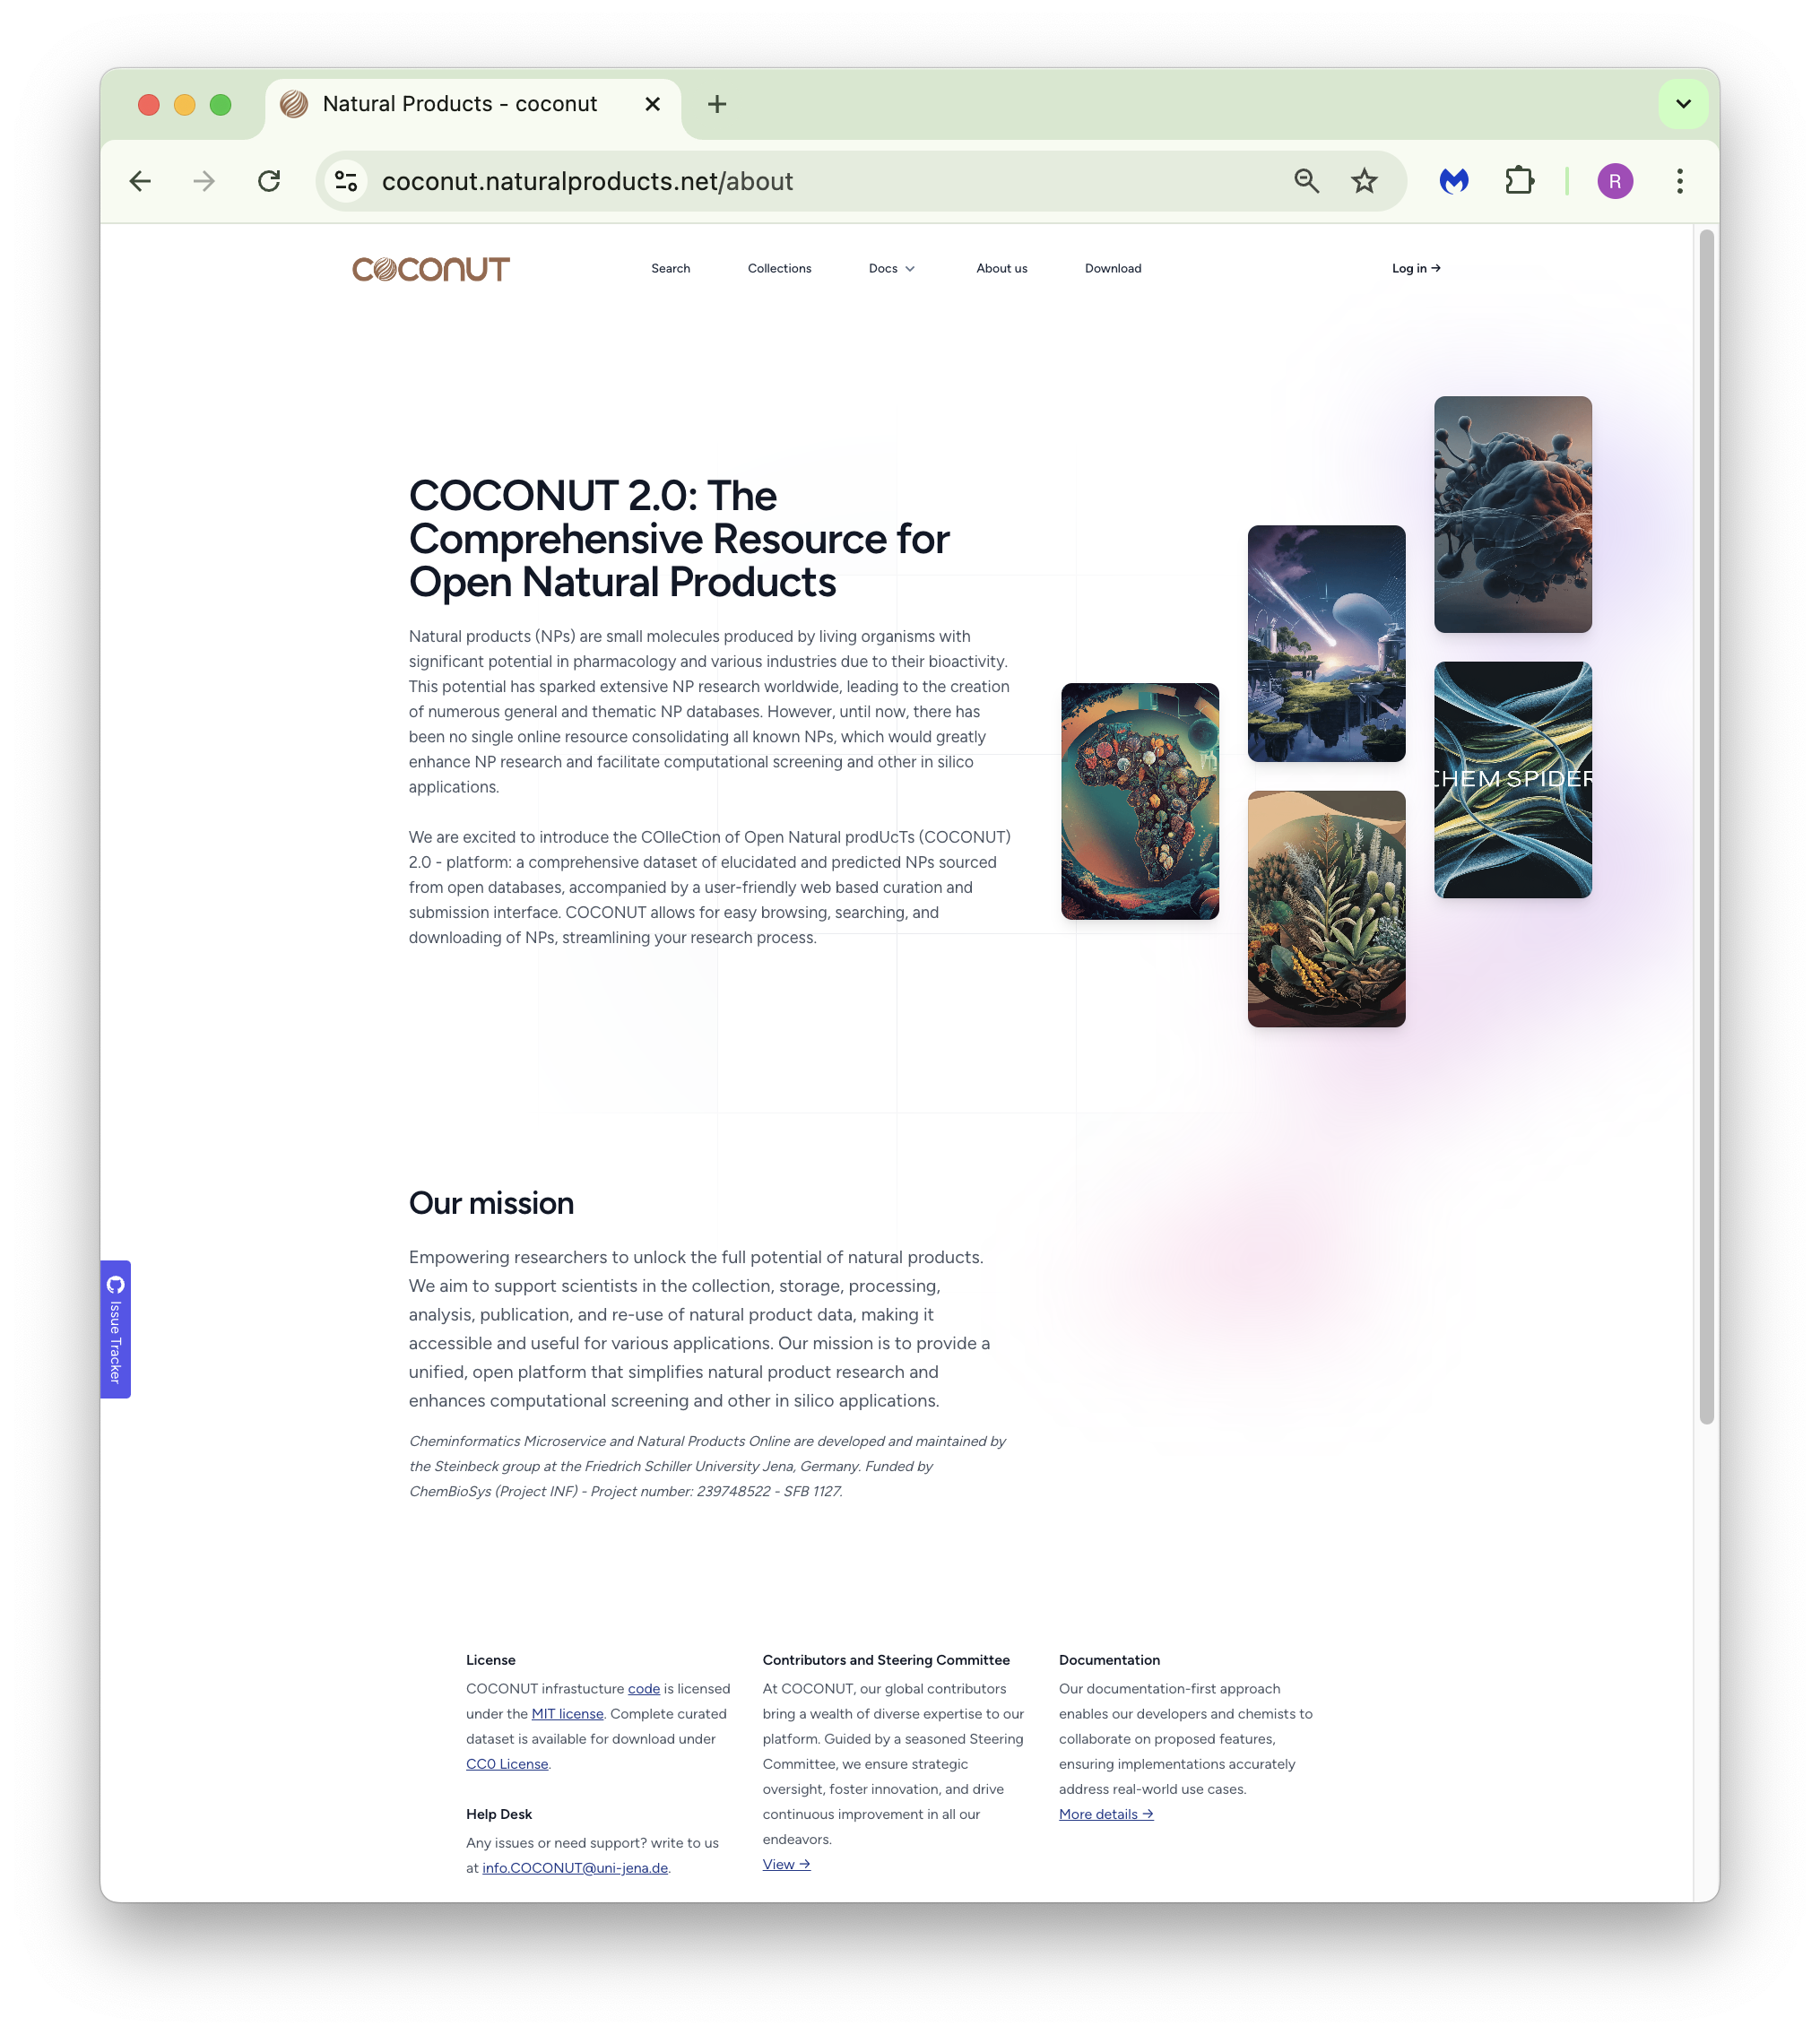 Natural Products - coconut
coconut.naturalproducts.net/about
R
COCONUT
Search
Collections
Docs
About us
Download
Log in →
COCONUT 2.0: The
Comprehensive Resource for
Open Natural Products
Natural products (NPs) are small molecules produced by living organisms with
significant potential in pharmacology and various industries due to their bioactivity.
This potential has sparked extensive NP research worldwide, leading to the creation
of numerous general and thematic NP databases. However, until now, there has
been no single online resource consolidating all known NPs, which would greatly
enhance NP research and facilitate computational screening and other in silico
applications.
We are excited to introduce the COlleCtion of Open Natural prodUcTs (COCONUT)
2.0 - platform: a comprehensive dataset of elucidated and predicted NPs sourced
from open databases, accompanied by a user-friendly web based curation and
submission interface. COCONUT allows for easy browsing, searching, and
downloading of NPs, streamlining your research process.
CHEM SPIDER
Our mission
Empowering researchers to unlock the full potential of natural products.
We aim to support scientists in the collection, storage, processing,
analysis, publication, and re-use of natural product data, making it
accessible and useful for various applications. Our mission is to provide a
unified, open platform that simplifies natural product research and
enhances computational screening and other in silico applications.
Cheminformatics Microservice and Natural Products Online are developed and maintained by
the Steinbeck group at the Friedrich Schiller University Jena, Germany. Funded by
ChemBioSys (Project INF) - Project number: 239748522 - SFB 1127.
Issue Tracker
License
COCONUT infrastucture code is licensed
under the MIT license. Complete curated
dataset is available for download under
CC0 License.
Help Desk
Any issues or need support? write to us
at info.COCONUT@uni-jena.de.
Contributors and Steering Committee
At COCONUT, our global contributors
bring a wealth of diverse expertise to our
platform. Guided by a seasoned Steering
Committee, we ensure strategic
oversight, foster innovation, and drive
continuous improvement in all our
endeavors.
View →
Documentation
Our documentation-first approach
enables our developers and chemists to
collaborate on proposed features,
ensuring implementations accurately
address real-world use cases.
More details →